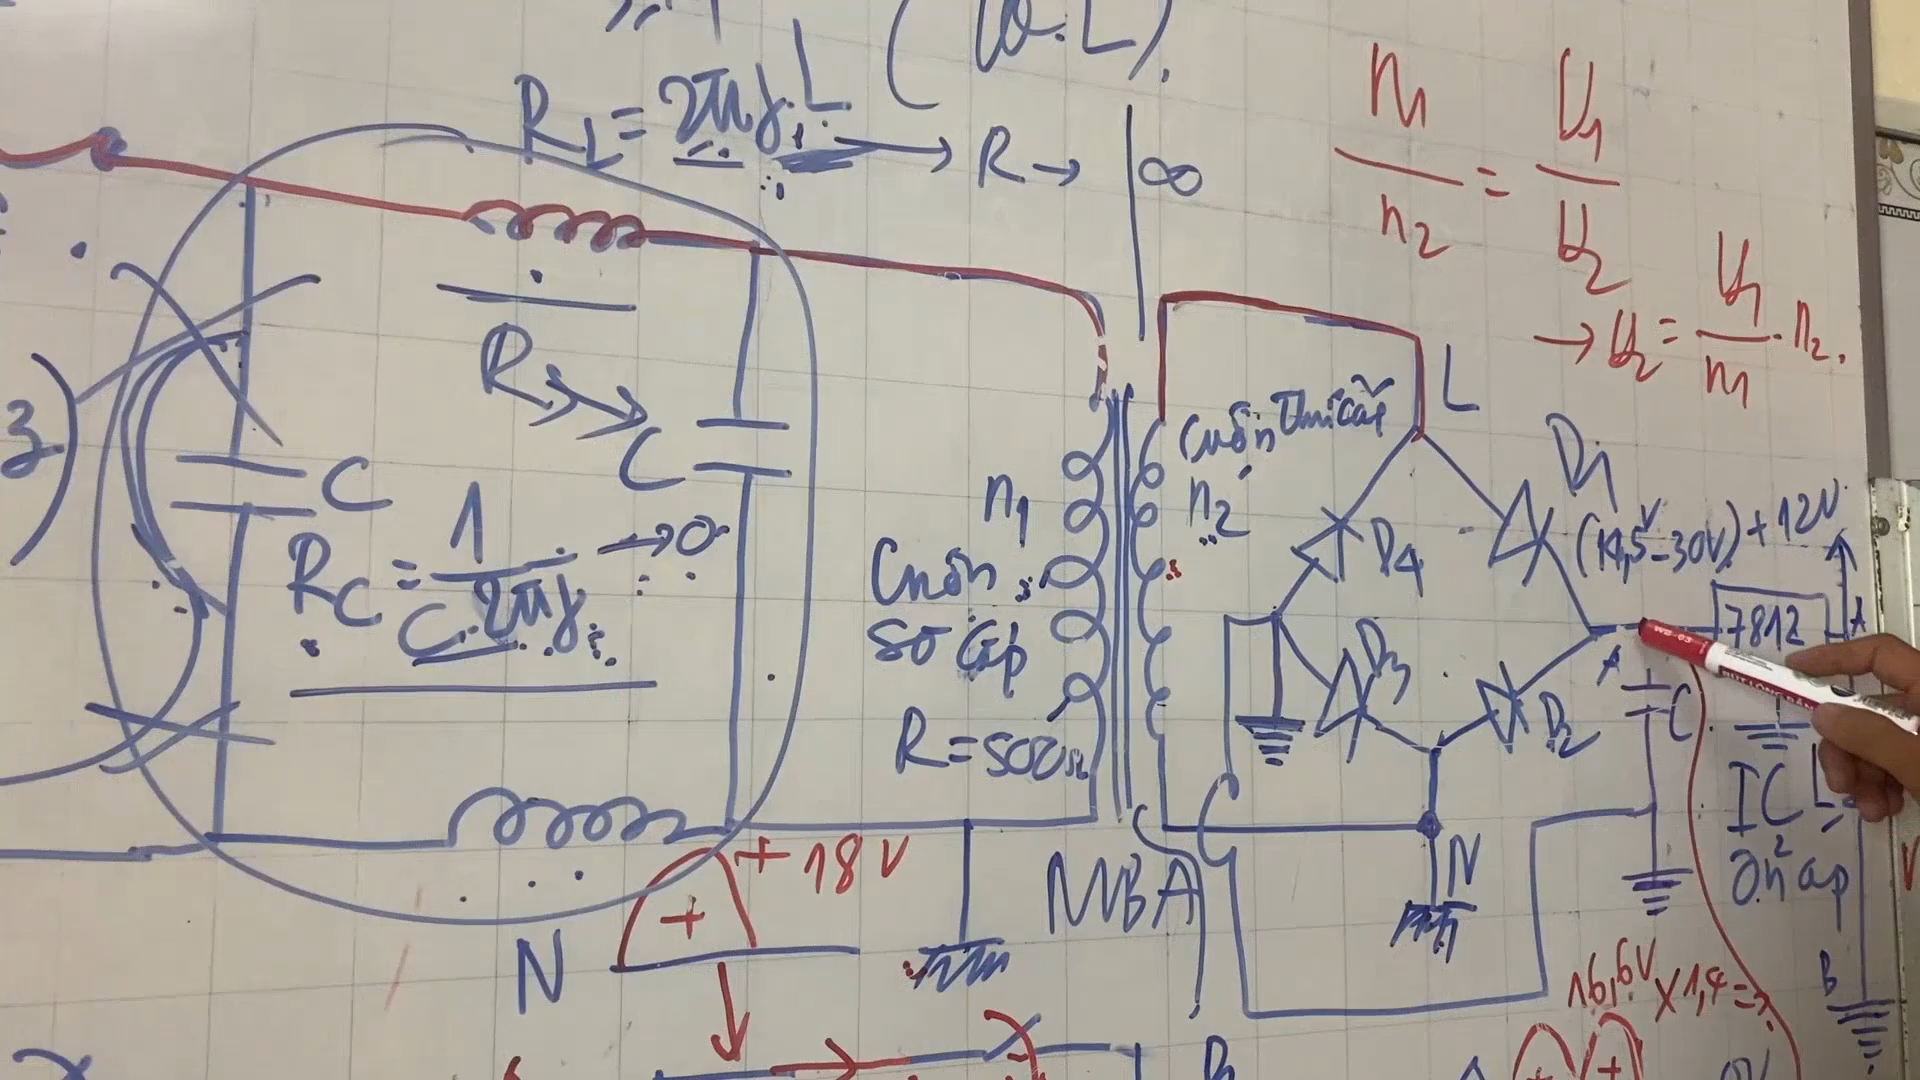 (W.L).
R_L = 2πf.L → R → ∞
n1/n2 = U1/U2
→ U2 = U1/n1 . n2.
R
C
L
Cuộn Thứ cấp
n1
n2
D1
3)
C
R_C = 1/C.2πf → 0
Cuộn
sơ cấp
R = 500Ω
D4
(14,5V-30V)
+12V
7812
A
D3
D2
A
C
IC
ổn áp
+18V
+
N
MBA
N
B
16,6V x 1,4 =
+